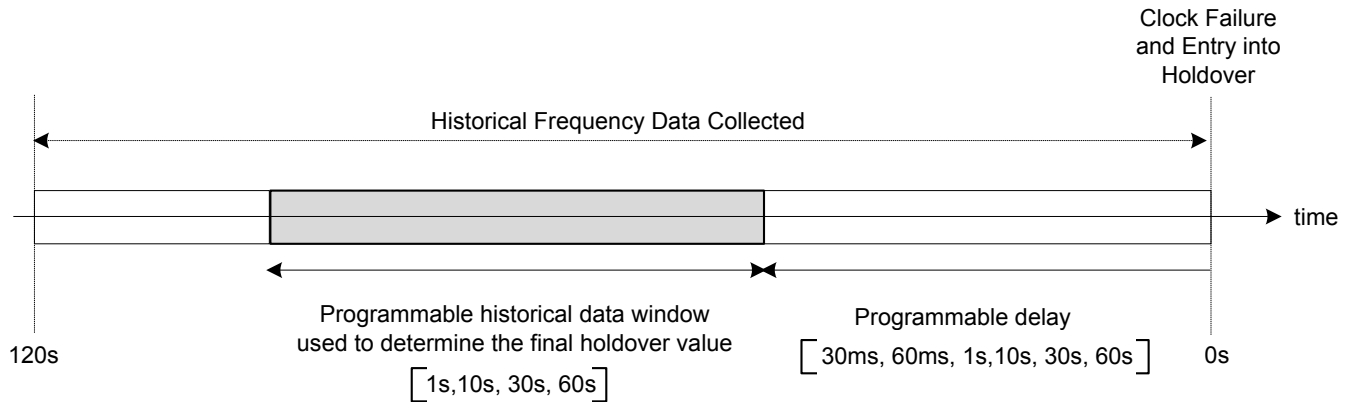 Clock Failure
and Entry into
Holdover
Historical Frequency Data Collected
time
Programmable historical data window
used to determine the final holdover value
[1s,10s, 30s, 60s]
Programmable delay
[30ms, 60ms, 1s,10s, 30s, 60s]
120s
0s